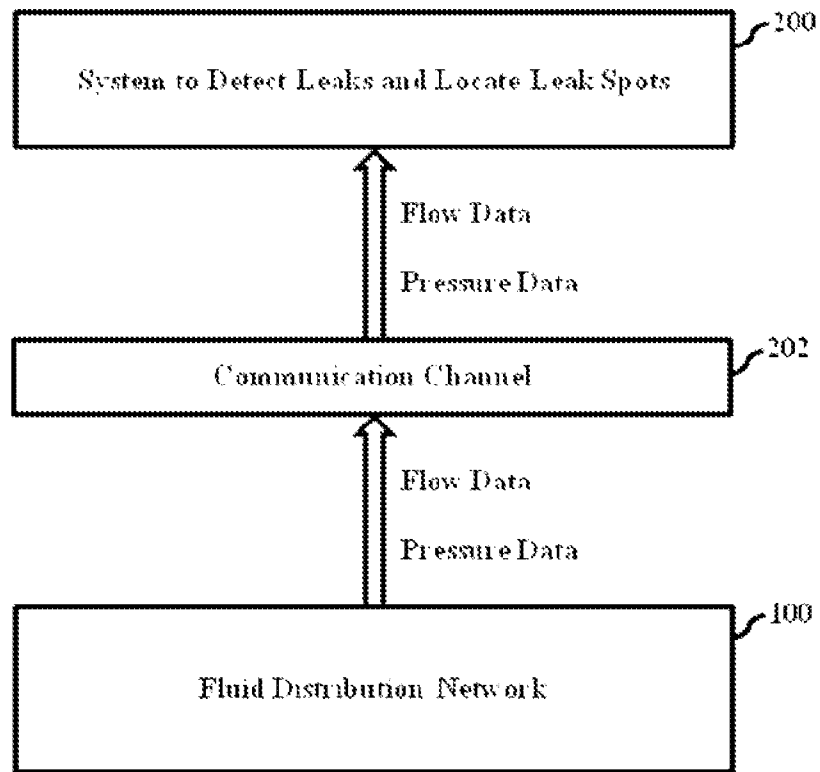 200
System to Detect Leaks and Locate Leak Spots
Flow Data
Pressure Data
202
Communication Channel
Flow Data
Pressure Data
100
Fluid Distribution Network